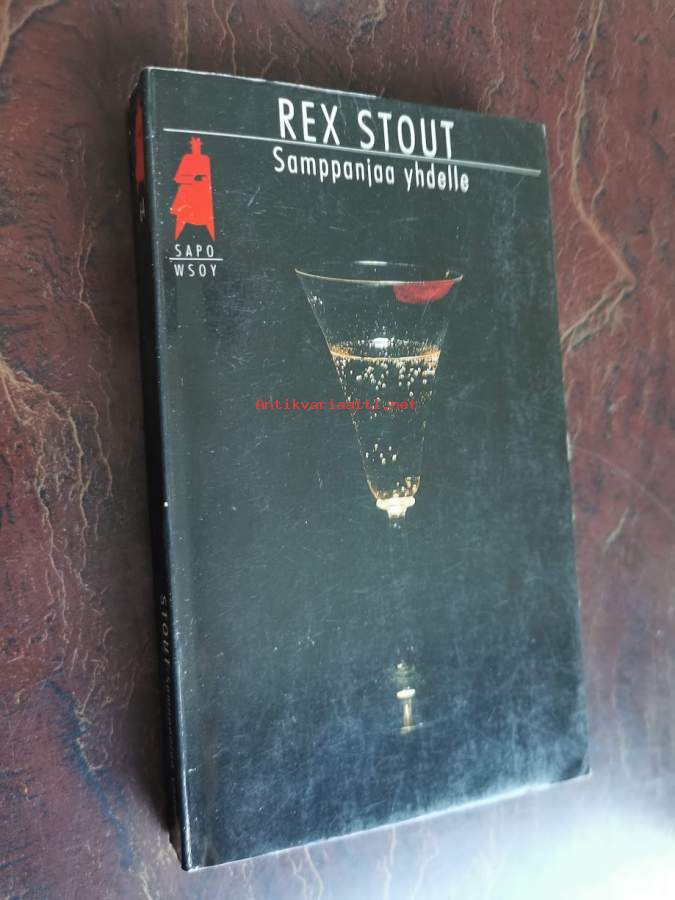 REX STOUT
Samppanjaa yhdelle
SAPO
WSOY
Antikvariaatti.net
STOUT